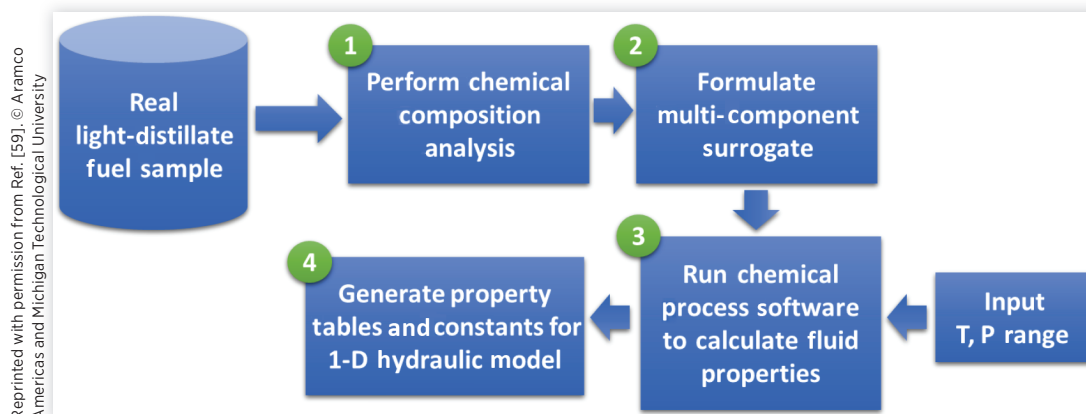 Reprinted with permission from Ref. [59]. © Aramco
Americas and Michigan Technological University
Real
light-distillate
fuel sample
1
Perform chemical
composition
analysis
2
Formulate
multi-component
surrogate
3
Run chemical
process software
to calculate fluid
properties
Input
T, P range
4
Generate property
tables and constants for
1-D hydraulic model